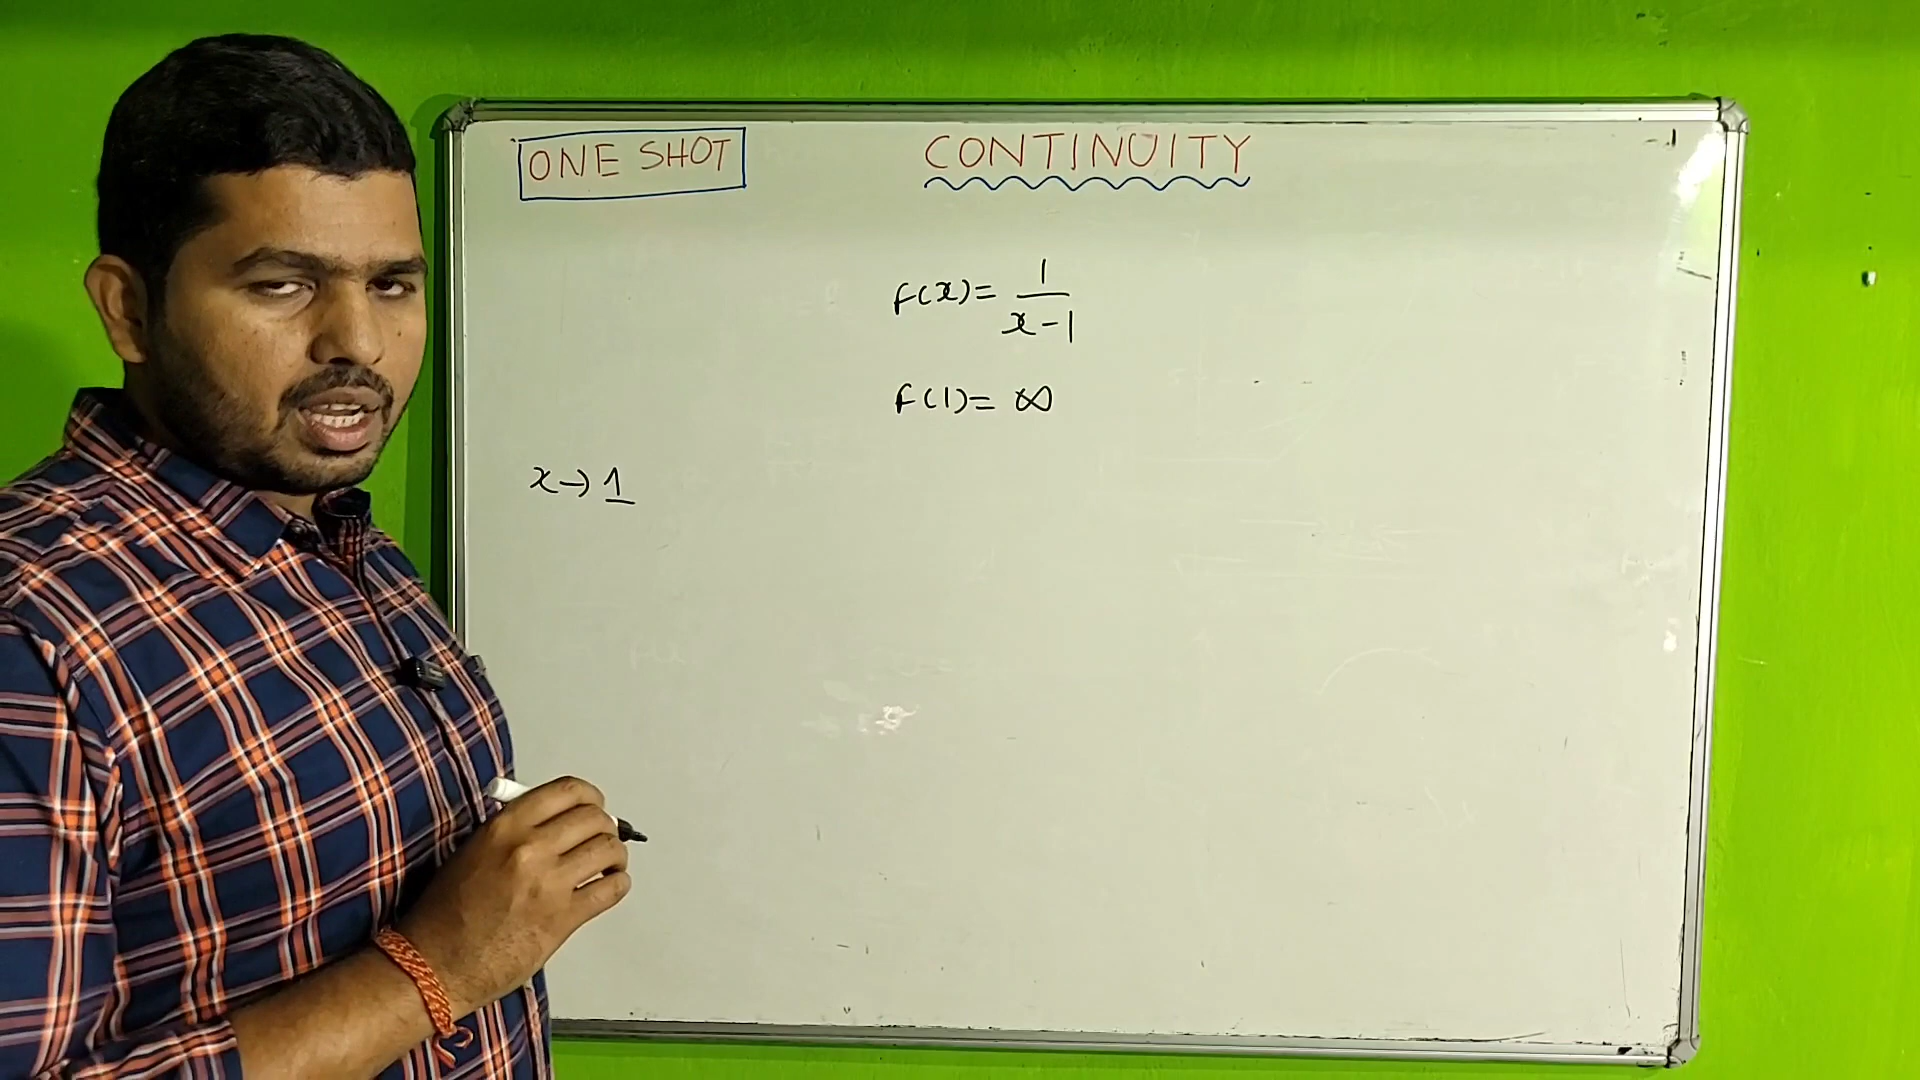 ONE SHOT
CONTINUITY
f(x) = 1/(x-1)
f(1) = ∞
x → 1